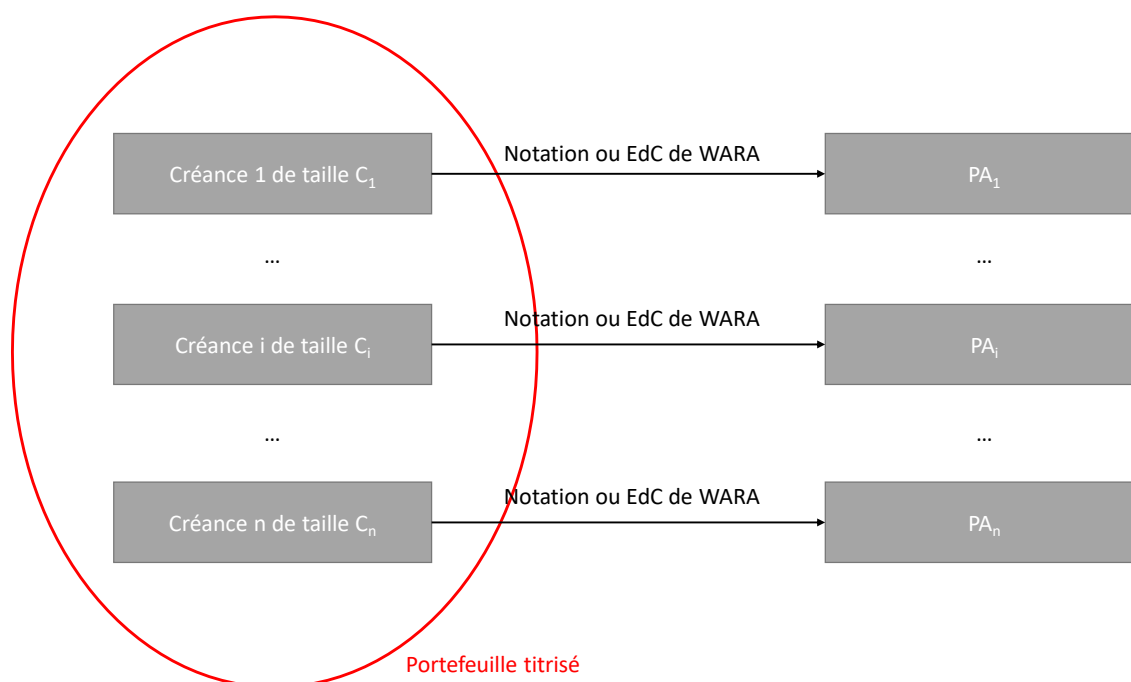 Notation ou EdC de WARA
Créance 1 de taille C₁
PA₁
...
...
Notation ou EdC de WARA
Créance i de taille Cᵢ
PAᵢ
...
...
Notation ou EdC de WARA
Créance n de taille Cₙ
PAₙ
Portefeuille titrisé